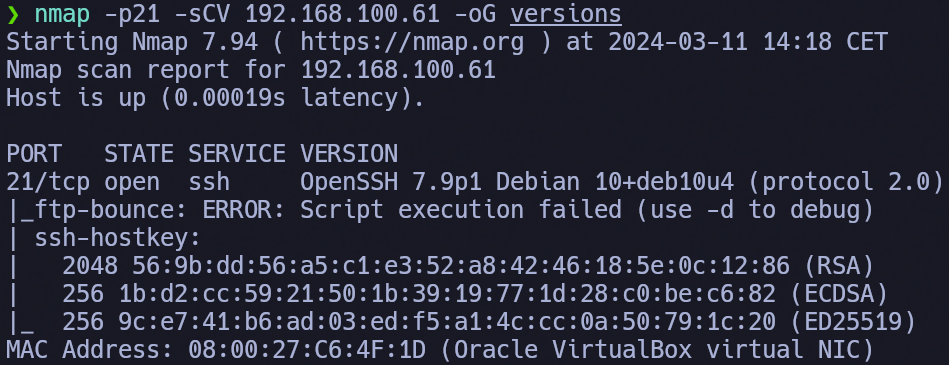 ❯ nmap -p21 -sCV 192.168.100.61 -oG versions
Starting Nmap 7.94 ( https://nmap.org ) at 2024-03-11 14:18 CET
Nmap scan report for 192.168.100.61
Host is up (0.00019s latency).

PORT   STATE SERVICE VERSION
21/tcp open  ssh     OpenSSH 7.9p1 Debian 10+deb10u4 (protocol 2.0)
|_ftp-bounce: ERROR: Script execution failed (use -d to debug)
| ssh-hostkey:
|   2048 56:9b:dd:56:a5:c1:e3:52:a8:42:46:18:5e:0c:12:86 (RSA)
|   256 1b:d2:cc:59:21:50:1b:39:19:77:1d:28:c0:be:c6:82 (ECDSA)
|_  256 9c:e7:41:b6:ad:03:ed:f5:a1:4c:cc:0a:50:79:1c:20 (ED25519)
MAC Address: 08:00:27:C6:4F:1D (Oracle VirtualBox virtual NIC)